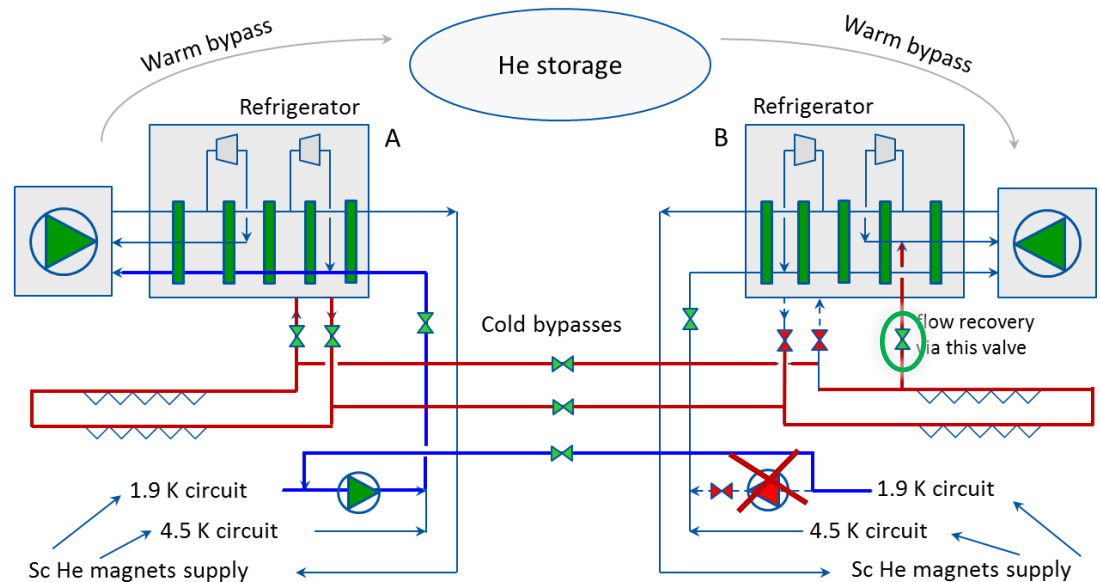 Warm bypass
He storage
Warm bypass
Refrigerator
A
Refrigerator
B
Cold bypasses
flow recovery
via this valve
1.9 K circuit
1.9 K circuit
4.5 K circuit
4.5 K circuit
Sc He magnets supply
Sc He magnets supply